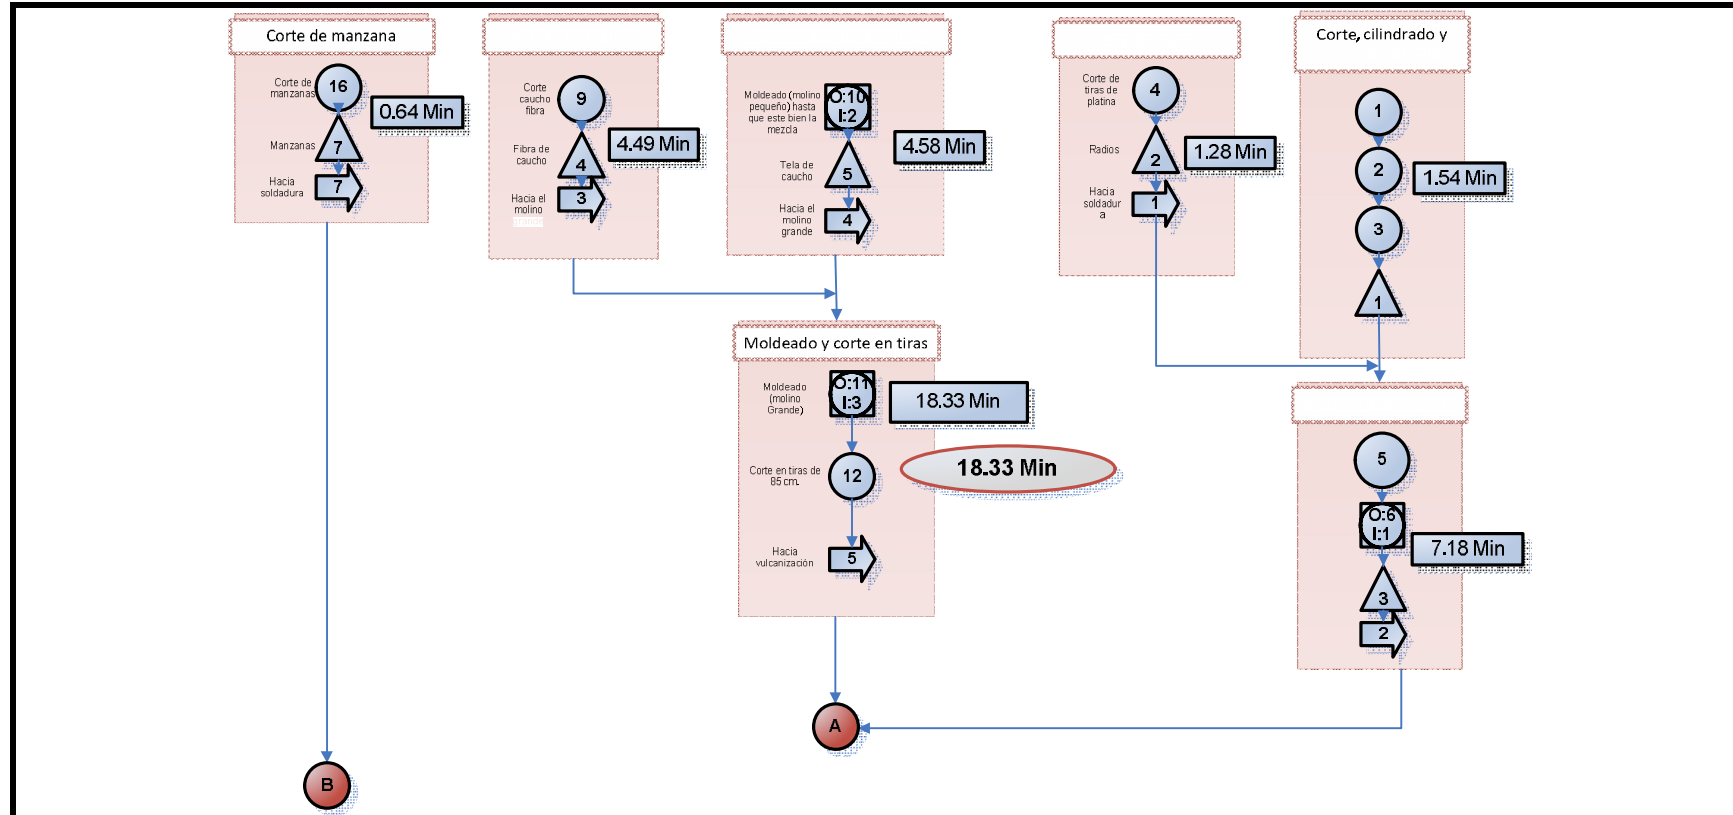 Corte de manzana
Corte de
manzanas
16
0.64 Min
Manzanas
7
Hacia
soldadura
7
Corte
caucho
fibra
9
4.49 Min
Fibra de
caucho
4
Hacia el
molino
3
Moldeado (molino
pequeño) hasta
que este bien la
mezcla
O:10
I:2
4.58 Min
Tela de
caucho
5
Hacia el
molino
grande
4
Corte de
tiras de
platina
4
1.28 Min
Radios
2
Hacia
soldadur
a
1
Corte, cilindrado y
1
2
1.54 Min
3
1
Moldeado y corte en tiras
Moldeado
(molino
Grande)
O:11
I:3
18.33 Min
18.33 Min
Corte en tiras de
85 cm.
12
Hacia
vulcanización
5
5
O:6
I:1
7.18 Min
3
2
A
B